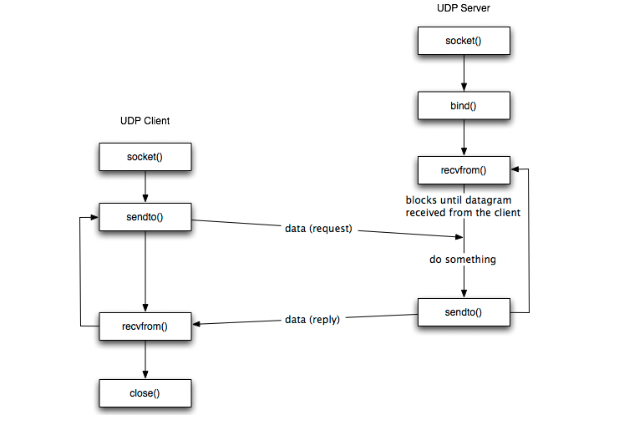 UDP Server
socket()
bind()
UDP Client
socket()
recvfrom()
blocks until datagram
received from the client
sendto()
data (request)
do something
sendto()
data (reply)
recvfrom()
close()